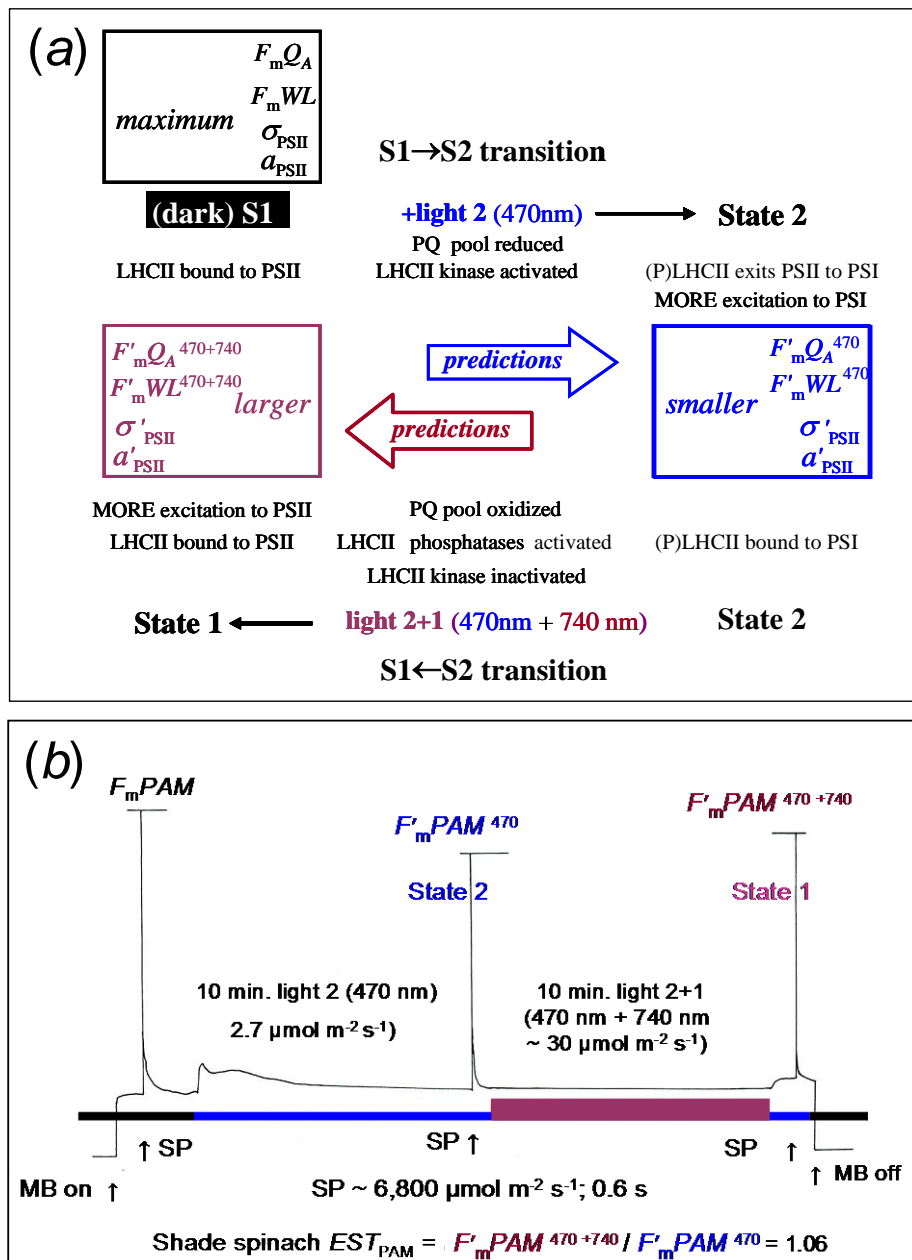 (a)
FmQA
FmWL
maximum
σPSII
aPSII
S1→S2 transition
(dark) S1
+light 2 (470nm) → State 2
PQ pool reduced
LHCII bound to PSII
LHCII kinase activated
(P)LHCII exits PSII to PSI
MORE excitation to PSI
F'mQA 470+740
F'mWL 470+740
larger
σ'PSII
a'PSII
predictions
predictions
F'mQA 470
F'mWL 470
smaller
σ'PSII
a'PSII
MORE excitation to PSII
PQ pool oxidized
LHCII bound to PSII
LHCII phosphatases activated
(P)LHCII bound to PSI
LHCII kinase inactivated
State 1 ← light 2+1 (470nm + 740 nm)
State 2
S1←S2 transition
(b)
FmPAM
F'mPAM 470
F'mPAM 470 +740
State 2
State 1
10 min. light 2 (470 nm)
2.7 µmol m-2 s-1)
10 min. light 2+1
(470 nm + 740 nm
~ 30 µmol m-2 s-1)
↑ SP
SP ↑
SP ↑
MB on ↑
↑ MB off
SP ~ 6,800 µmol m-2 s-1; 0.6 s
Shade spinach ESTPAM = F'mPAM 470 +740 / F'mPAM 470 = 1.06